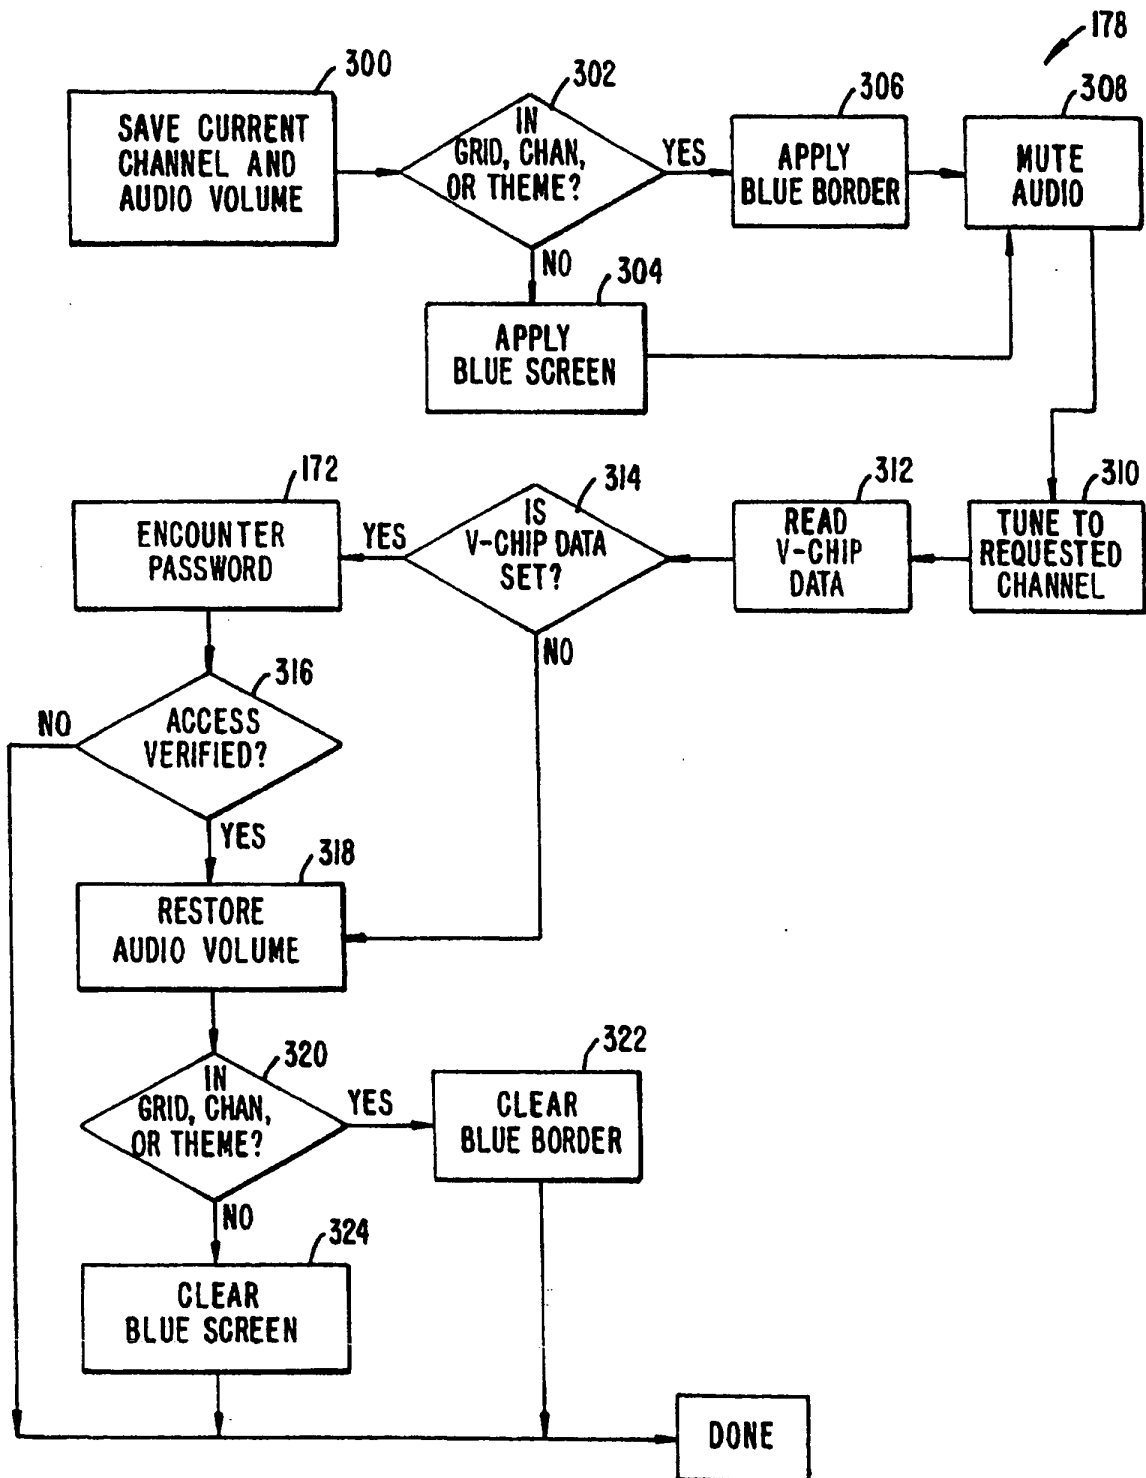 178
300
SAVE CURRENT
CHANNEL AND
AUDIO VOLUME
302
IN
GRID, CHAN,
OR THEME?
YES
306
APPLY
BLUE BORDER
308
MUTE
AUDIO
NO
304
APPLY
BLUE SCREEN
172
ENCOUNTER
PASSWORD
YES
314
IS
V-CHIP DATA
SET?
NO
312
READ
V-CHIP
DATA
310
TUNE TO
REQUESTED
CHANNEL
316
NO
ACCESS
VERIFIED?
YES
318
RESTORE
AUDIO VOLUME
320
IN
GRID, CHAN,
OR THEME?
YES
322
CLEAR
BLUE BORDER
NO
324
CLEAR
BLUE SCREEN
DONE